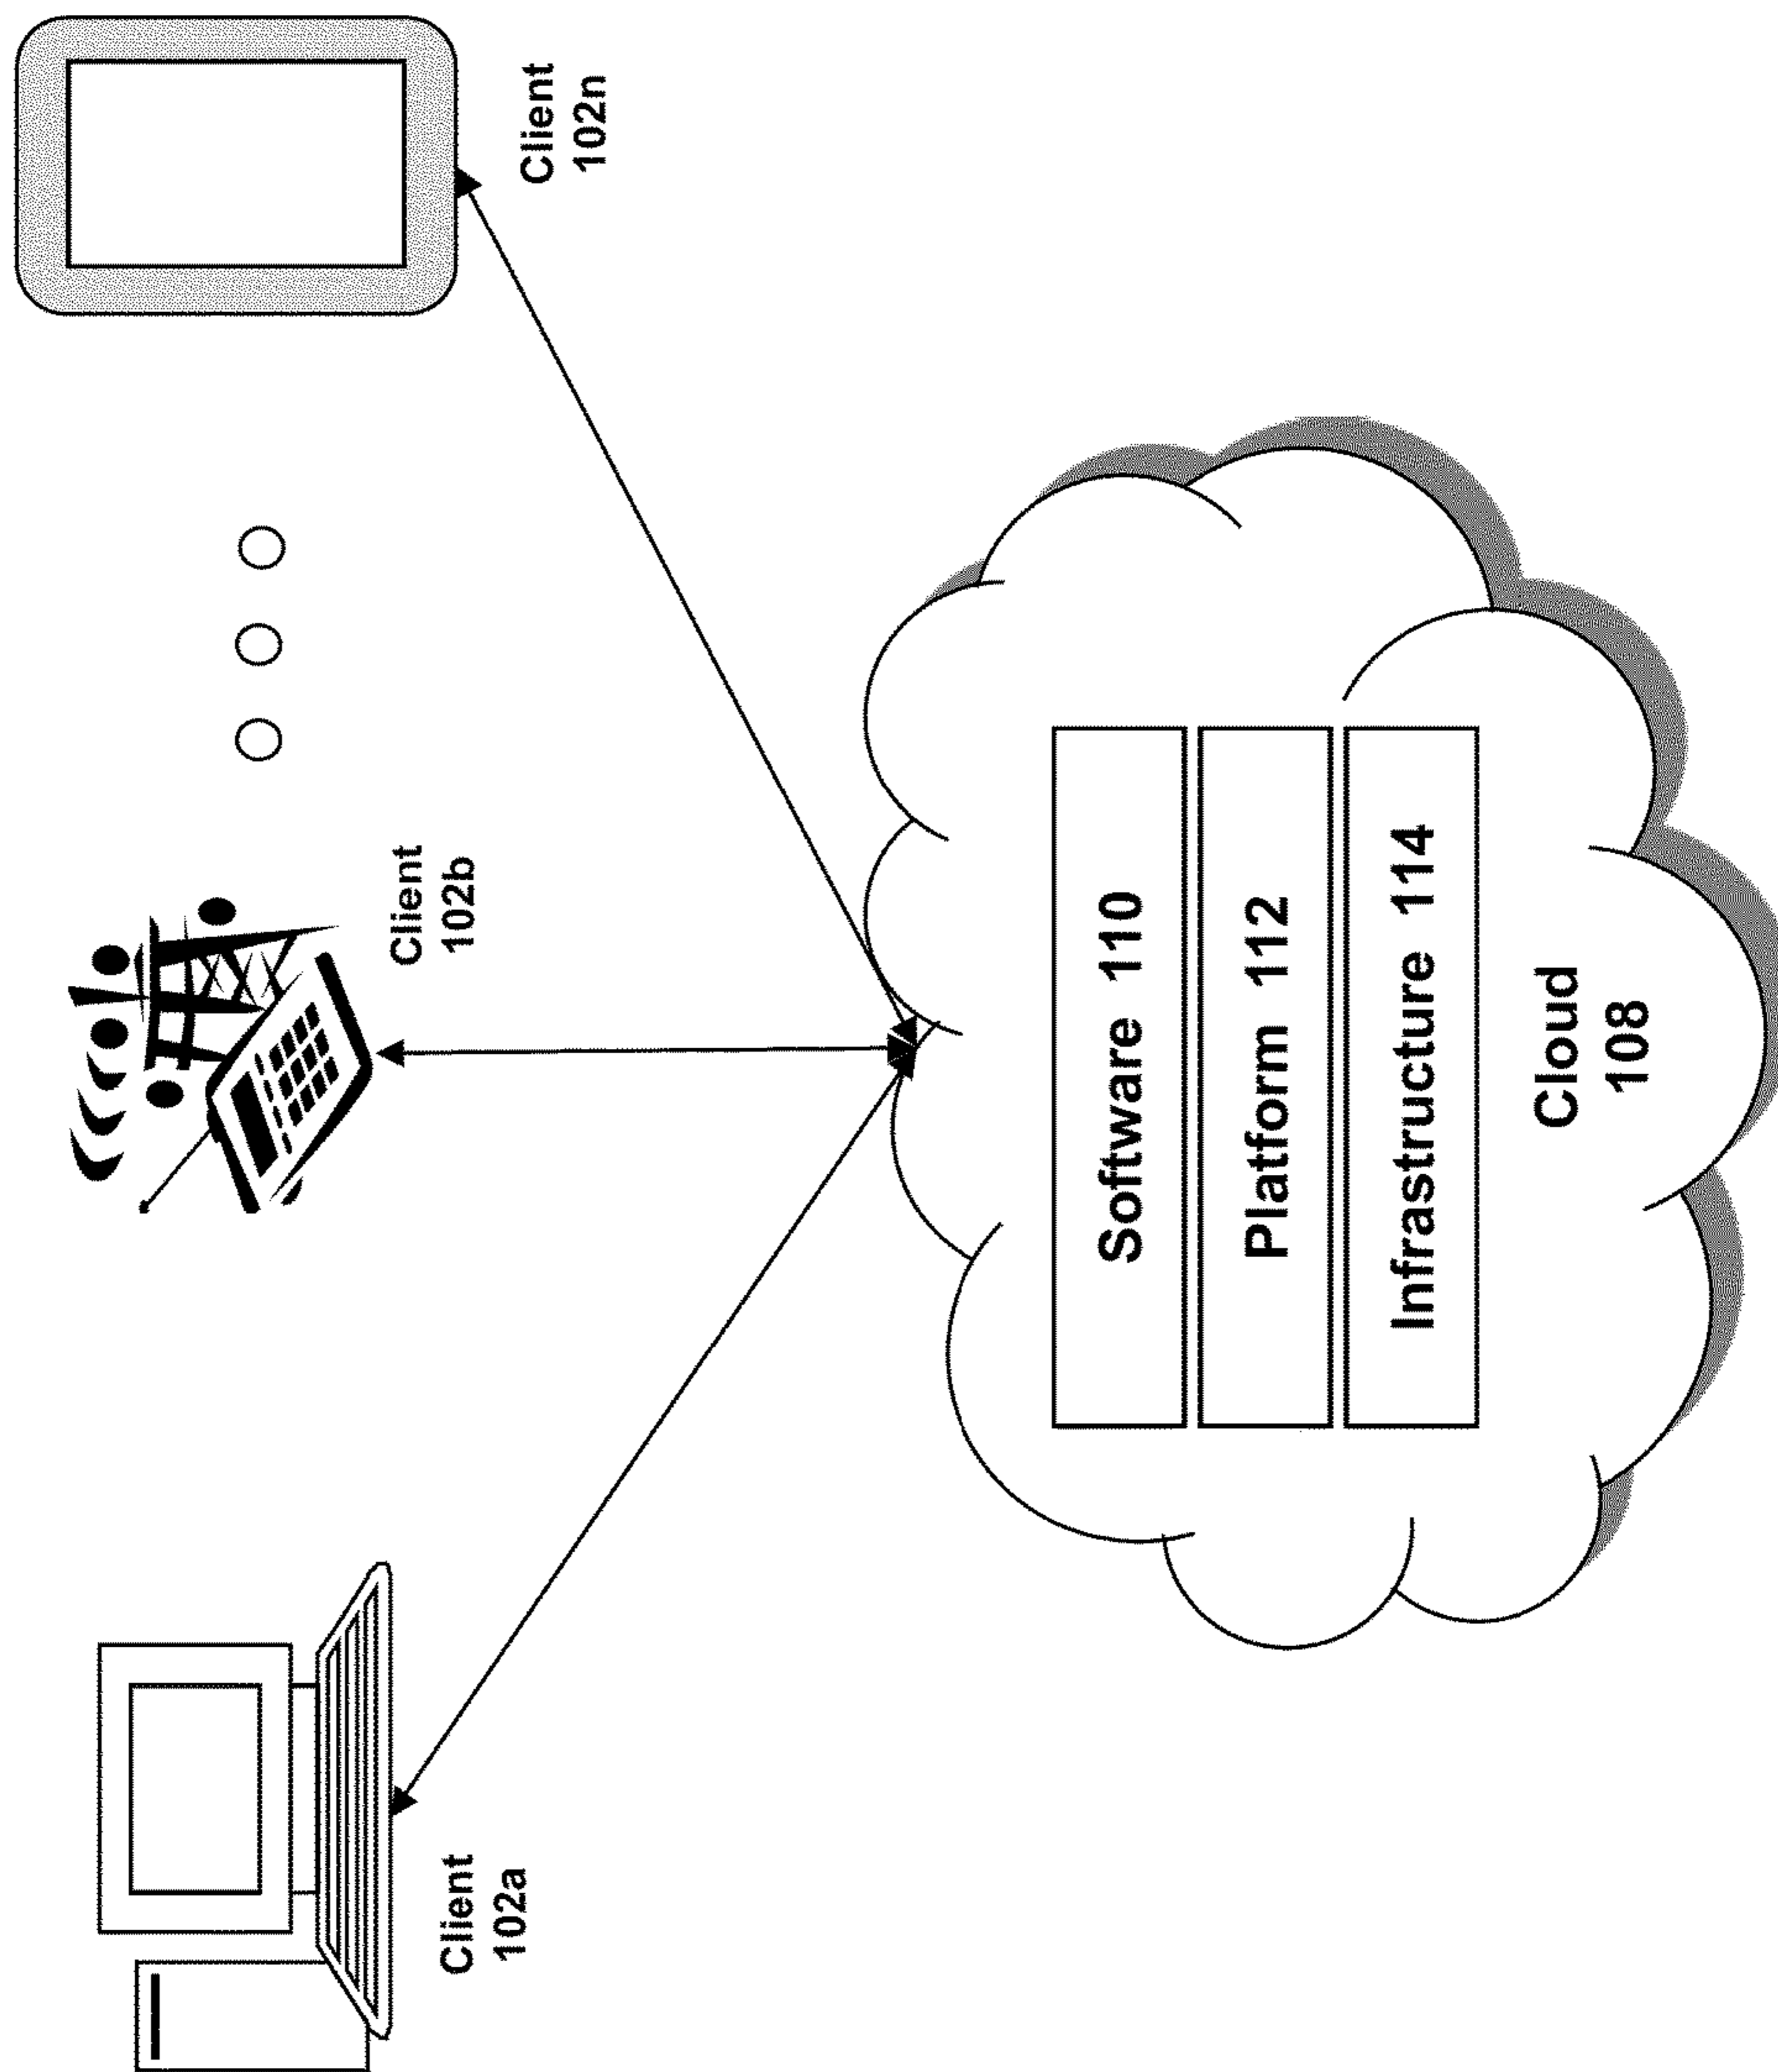 Client
102a
Client
102b
Client
102n
Software 110
Platform 112
Infrastructure 114
Cloud
108